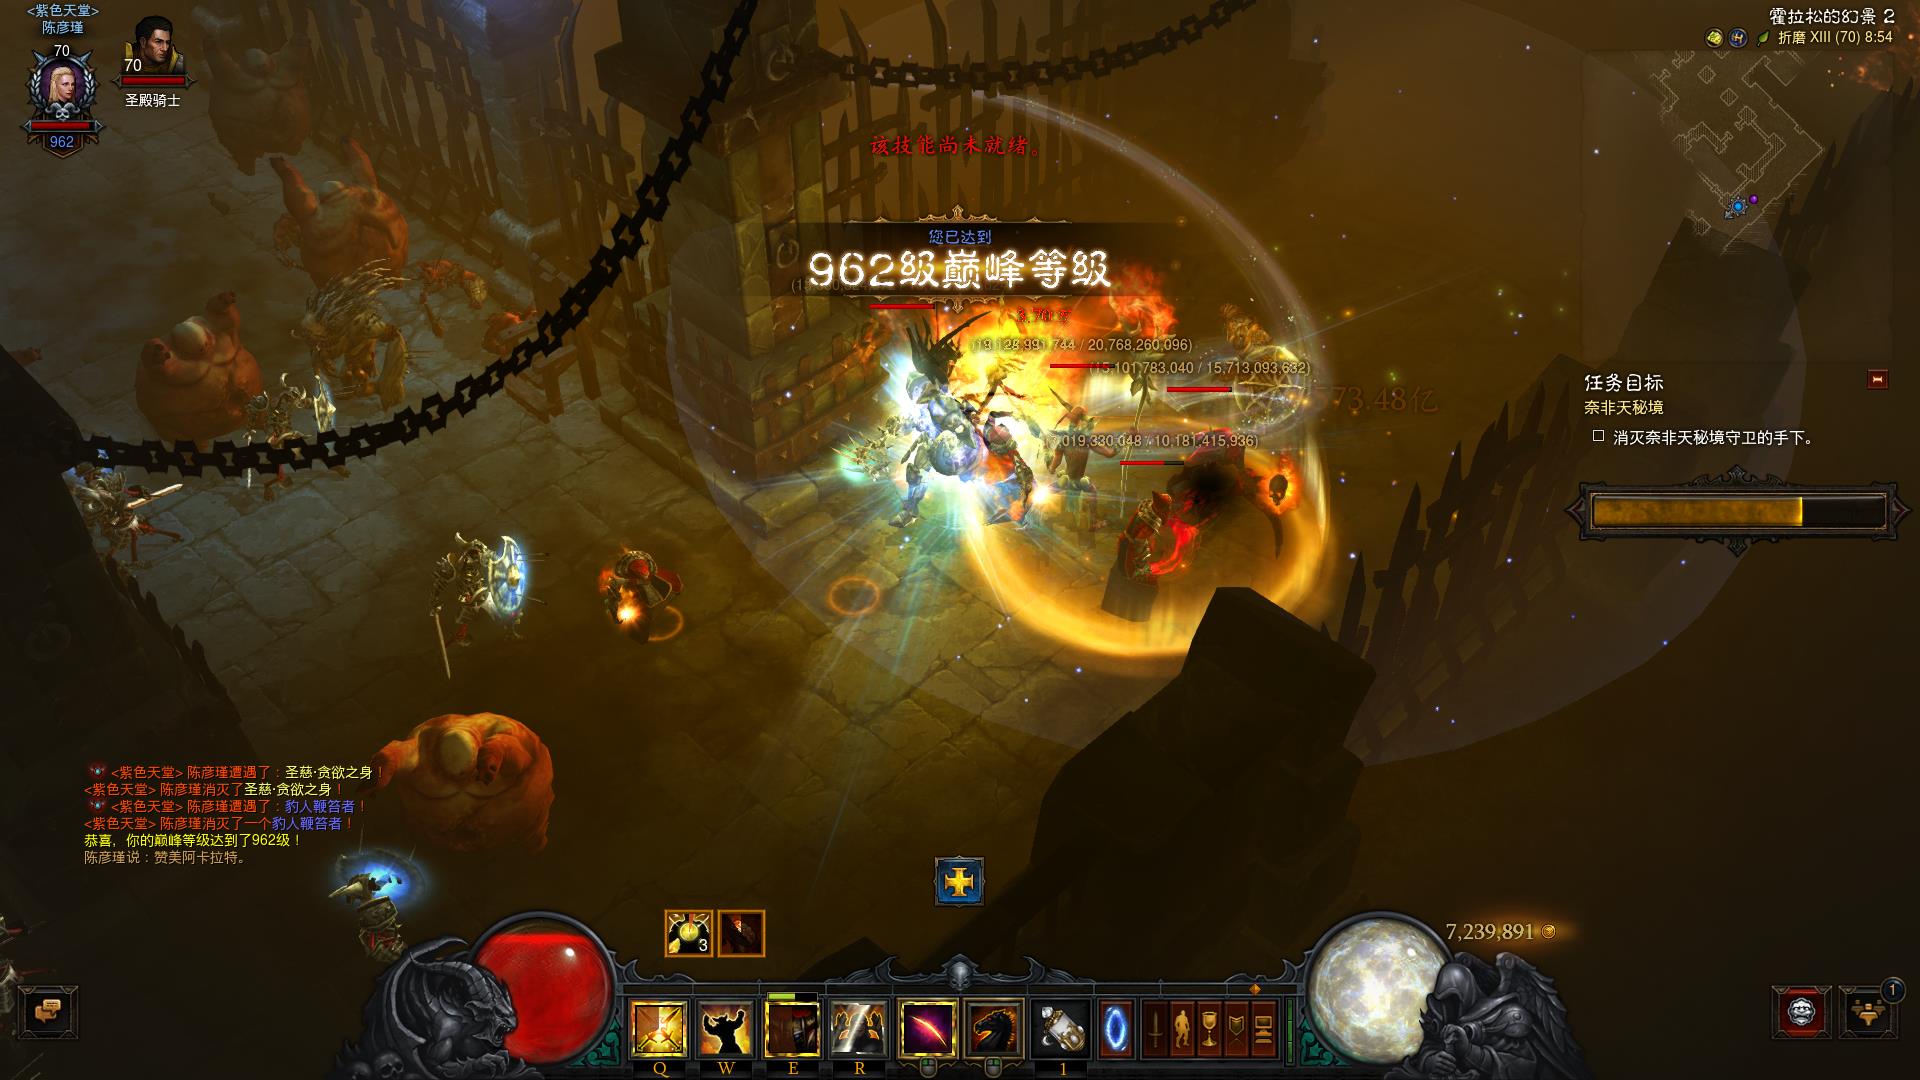 <紫色天堂>
陈彦瑾
70
962
70
圣殿骑士
霍拉松的幻景 2
折磨 XIII (70) 8:54
该技能尚未就绪。
您已达到
962级巅峰等级
(19,128,991,744 / 20,768,260,096)
(15,101,783,040 / 15,713,093,632)
573.48亿
任务目标
奈非天秘境
消灭奈非天秘境守卫的手下。
<紫色天堂> 陈彦瑾遭遇了：圣慈·贪欲之身！
<紫色天堂> 陈彦瑾消灭了圣慈·贪欲之身！
<紫色天堂> 陈彦瑾遭遇了：豹人鞭笞者！
<紫色天堂> 陈彦瑾消灭了一个豹人鞭笞者！
恭喜，你的巅峰等级达到了962级！
陈彦瑾说：赞美阿卡拉特。
3
7,239,891
1
Q W E R 1